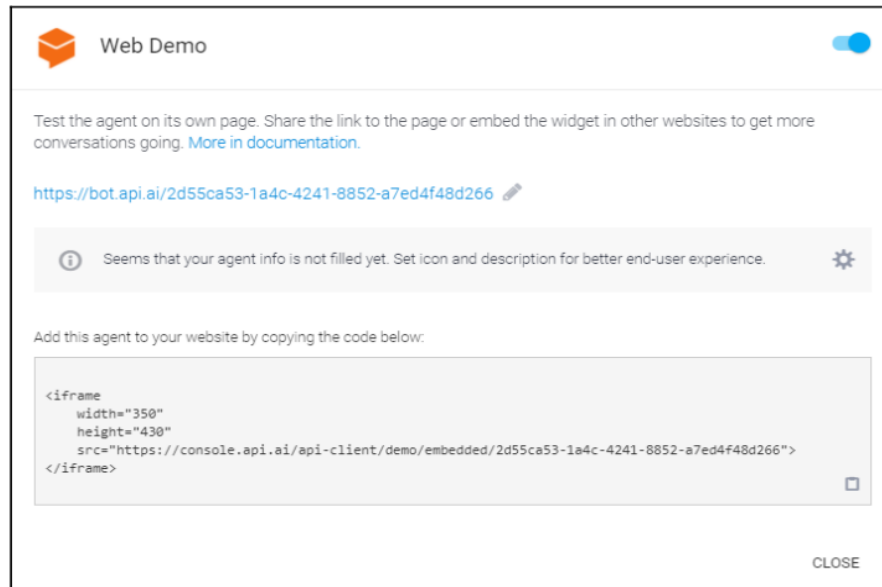 Web Demo
Test the agent on its own page. Share the link to the page or embed the widget in other websites to get more
conversations going. More in documentation.
https://bot.api.ai/2d55ca53-1a4c-4241-8852-a7ed4f48d266
Seems that your agent info is not filled yet. Set icon and description for better end-user experience.
Add this agent to your website by copying the code below:
<iframe
    width="350"
    height="430"
    src="https://console.api.ai/api-client/demo/embedded/2d55ca53-1a4c-4241-8852-a7ed4f48d266">
</iframe>
CLOSE